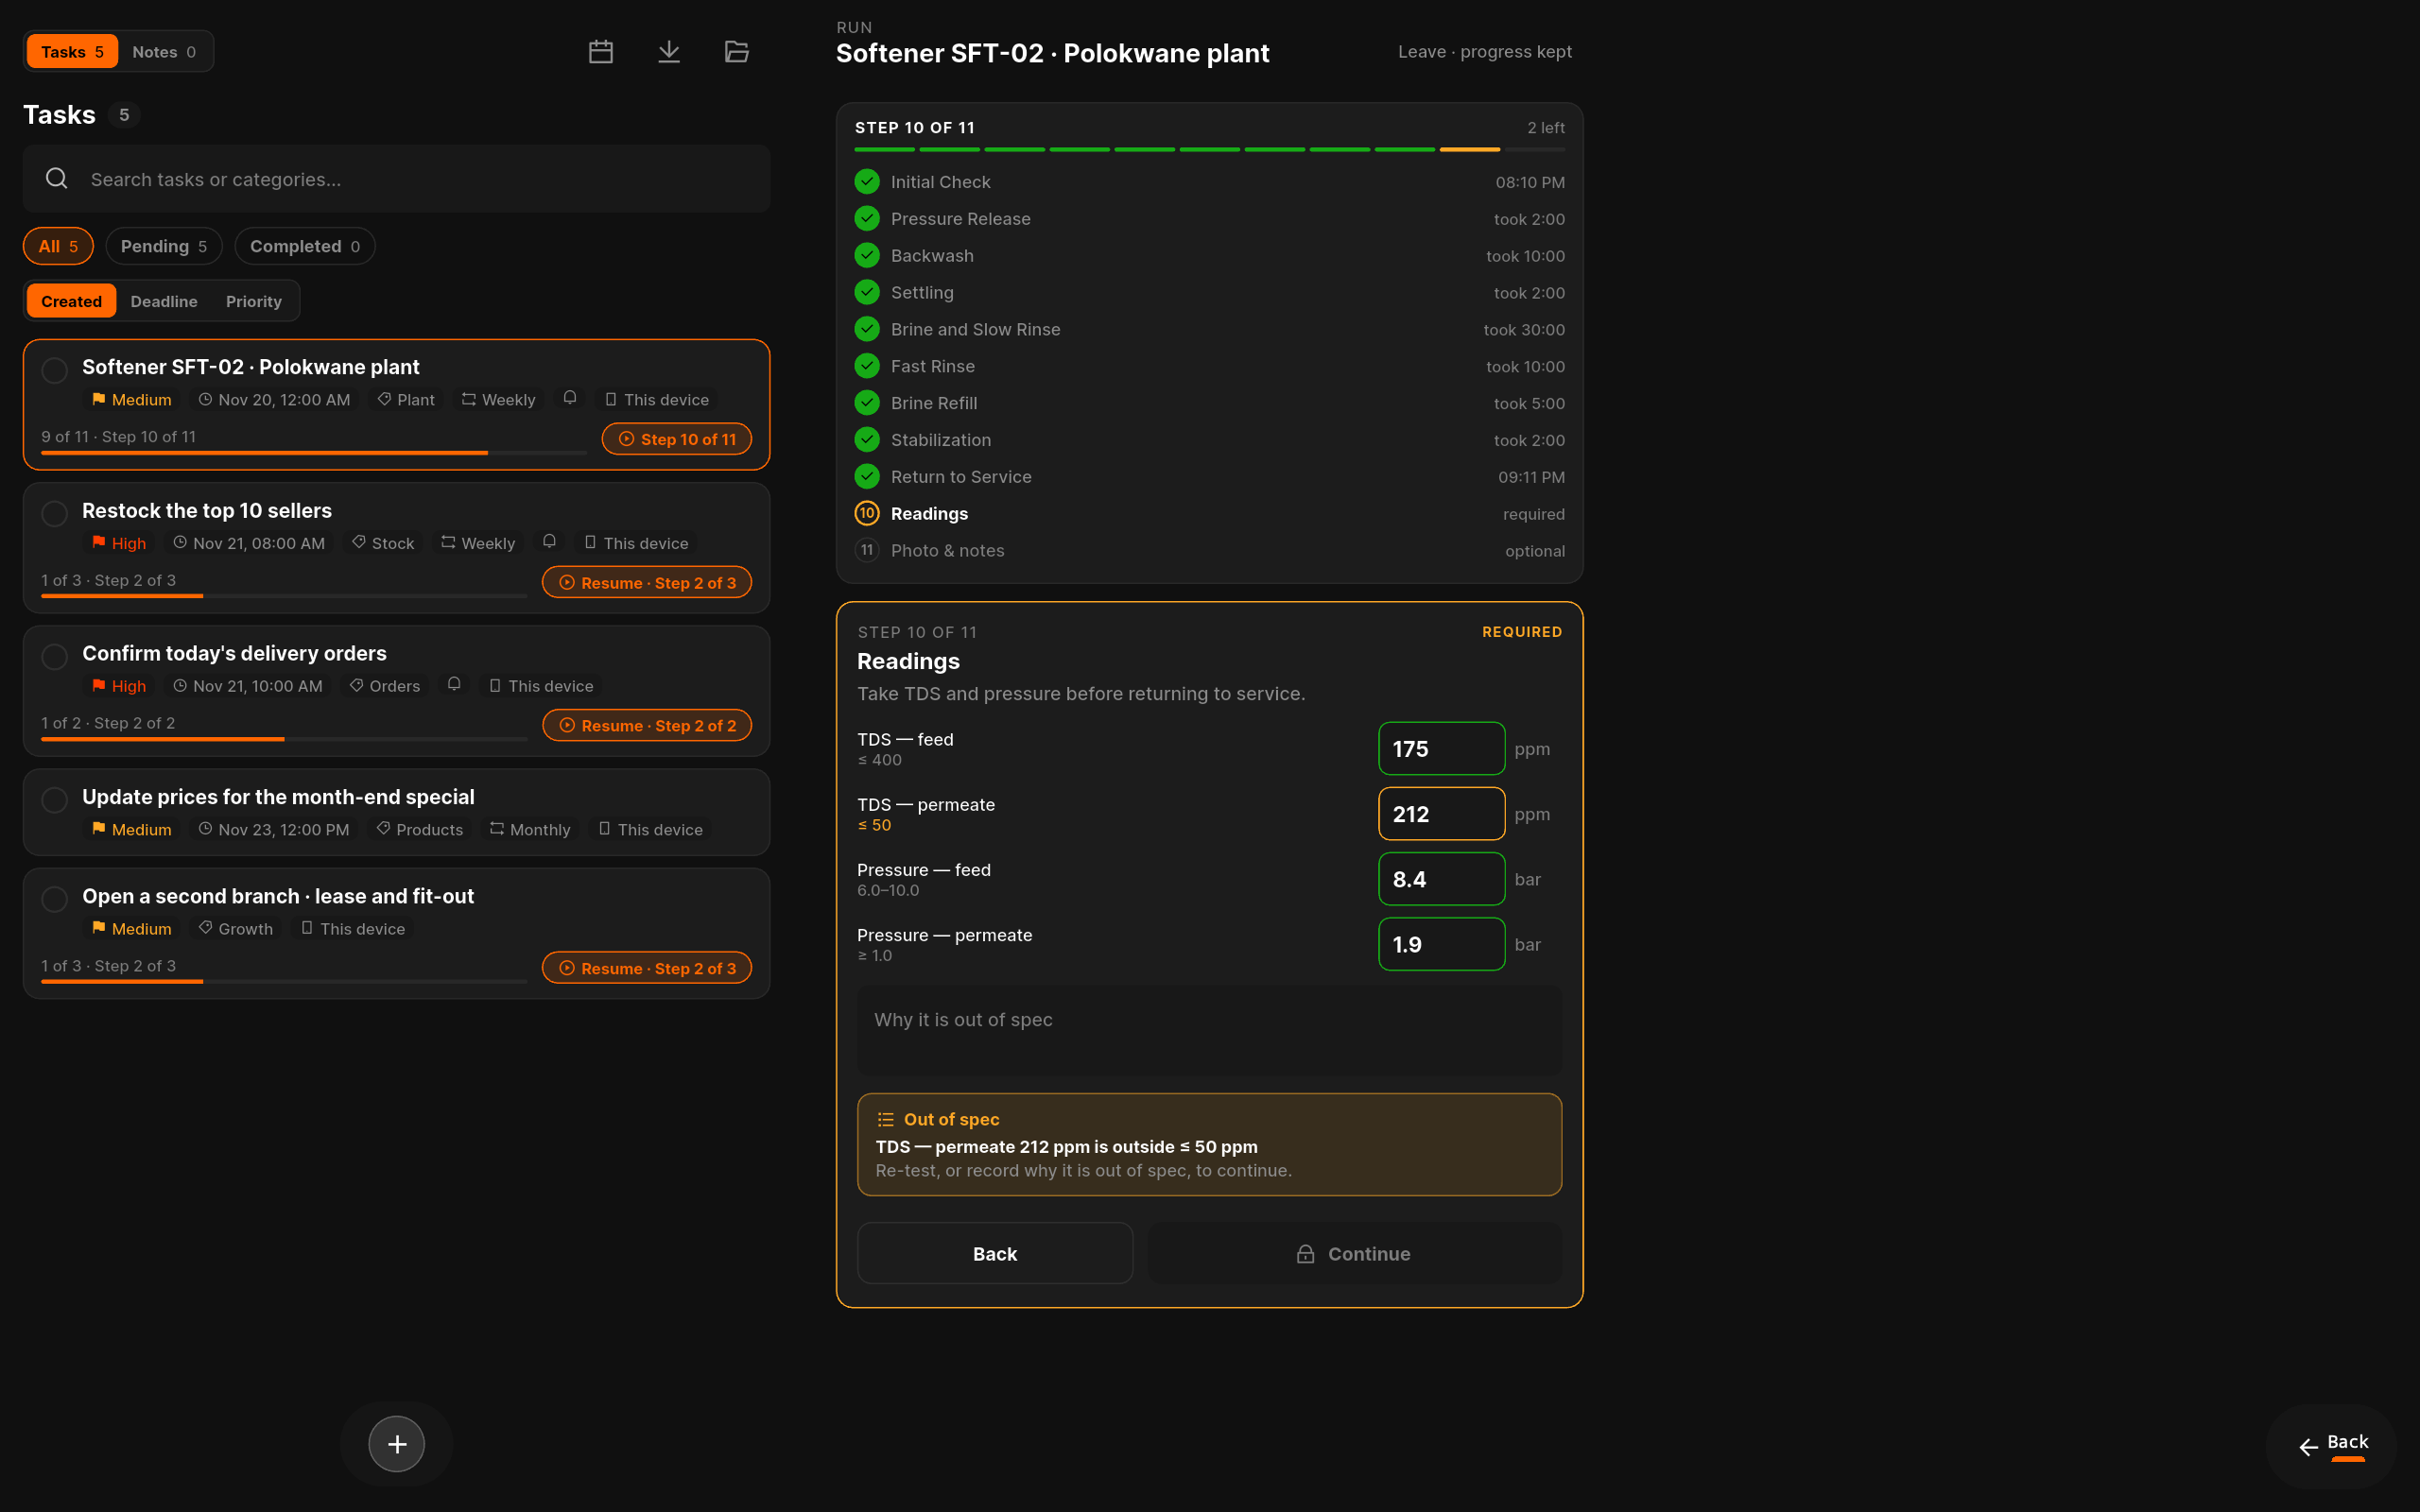 Tasks 5 Notes 0
Tasks 5
Search tasks or categories...
All 5 Pending 5 Completed 0
Created Deadline Priority
Softener SFT-02 · Polokwane plant
Medium Nov 20, 12:00 AM Plant Weekly This device
9 of 11 · Step 10 of 11 Step 10 of 11
Restock the top 10 sellers
High Nov 21, 08:00 AM Stock Weekly This device
1 of 3 · Step 2 of 3 Resume · Step 2 of 3
Confirm today's delivery orders
High Nov 21, 10:00 AM Orders This device
1 of 2 · Step 2 of 2 Resume · Step 2 of 2
Update prices for the month-end special
Medium Nov 23, 12:00 PM Products Monthly This device
Open a second branch · lease and fit-out
Medium Growth This device
1 of 3 · Step 2 of 3 Resume · Step 2 of 3
RUN
Softener SFT-02 · Polokwane plant Leave · progress kept
STEP 10 OF 11 2 left
Initial Check 08:10 PM
Pressure Release took 2:00
Backwash took 10:00
Settling took 2:00
Brine and Slow Rinse took 30:00
Fast Rinse took 10:00
Brine Refill took 5:00
Stabilization took 2:00
Return to Service 09:11 PM
10 Readings required
11 Photo & notes optional
STEP 10 OF 11 REQUIRED
Readings
Take TDS and pressure before returning to service.
TDS — feed 175 ppm
≤ 400
TDS — permeate 212 ppm
≤ 50
Pressure — feed 8.4 bar
6.0–10.0
Pressure — permeate 1.9 bar
≥ 1.0
Why it is out of spec
Out of spec
TDS — permeate 212 ppm is outside ≤ 50 ppm
Re-test, or record why it is out of spec, to continue.
Back Continue
Back